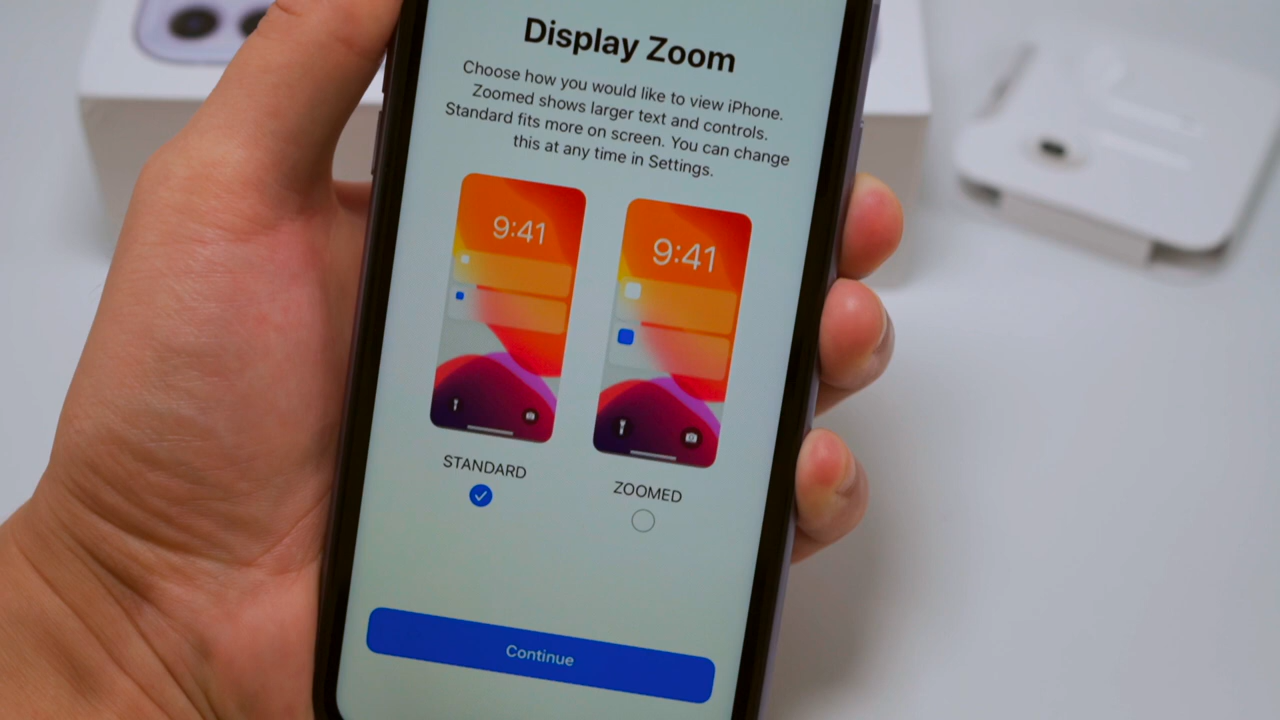 Display Zoom
Choose how you would like to view iPhone.
Zoomed shows larger text and controls.
Standard fits more on screen. You can change
this at any time in Settings.
9:41
9:41
STANDARD
ZOOMED
Continue